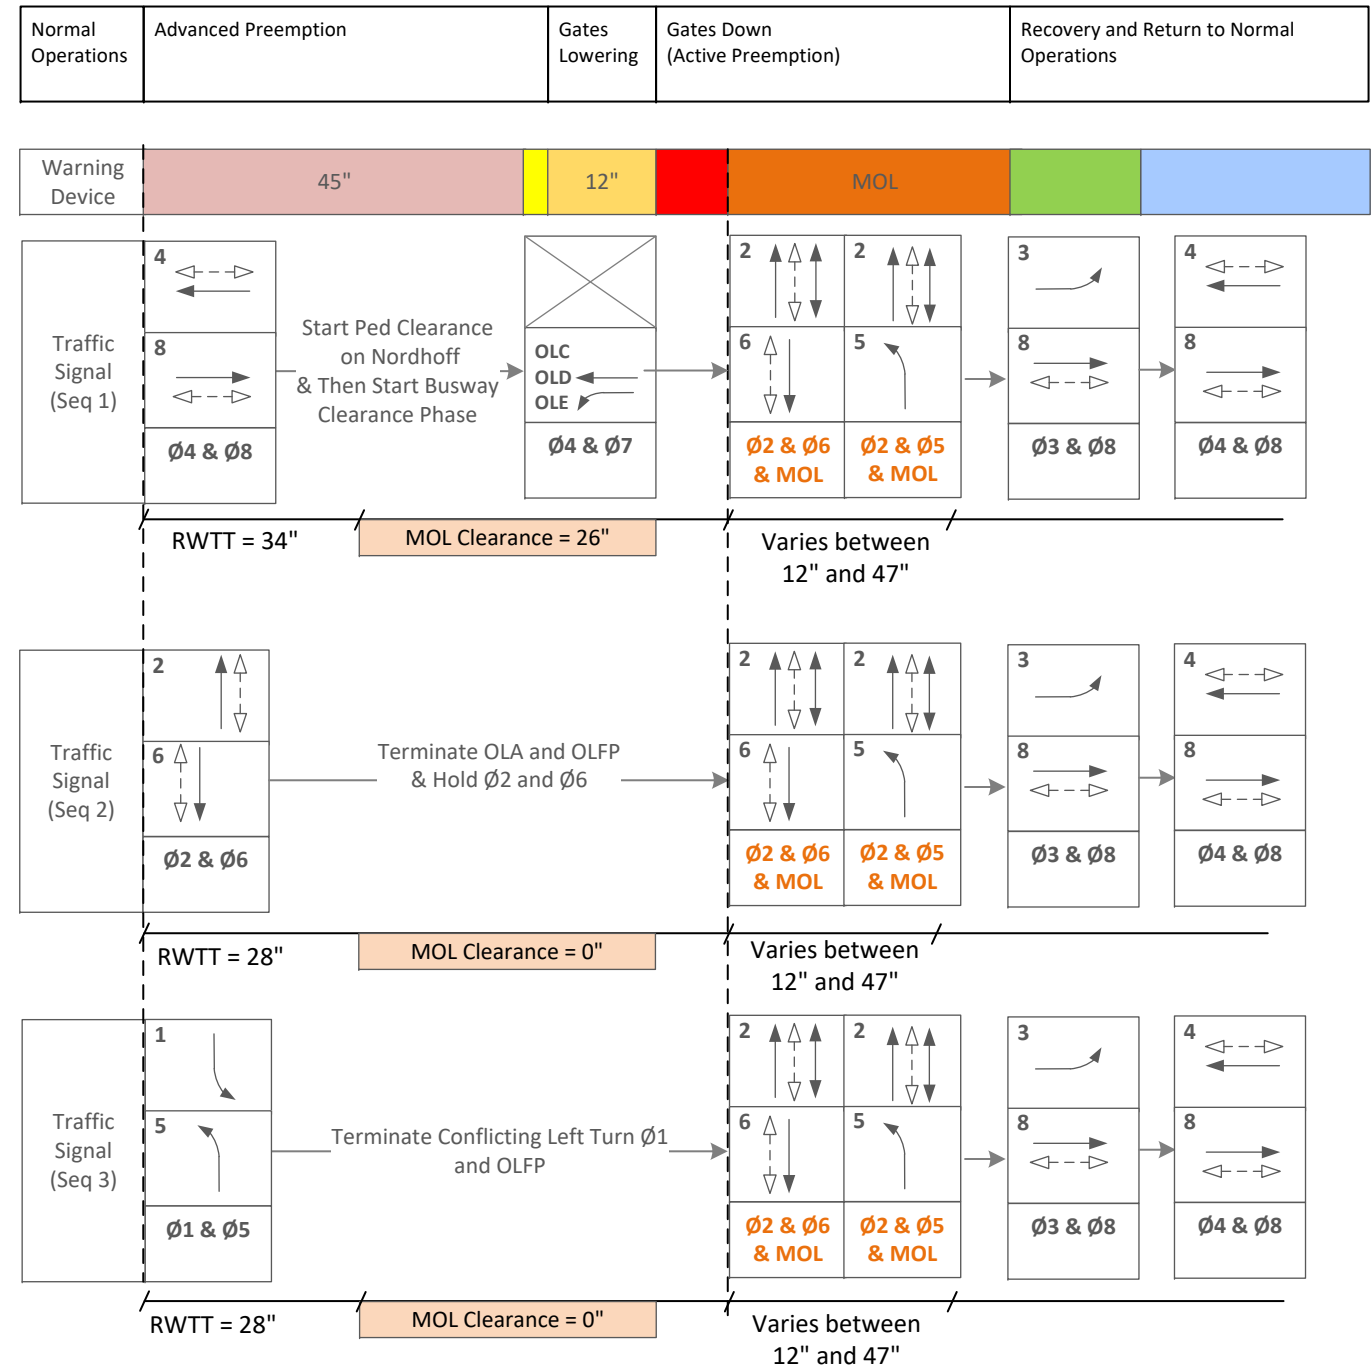 Normal
Operations
Advanced Preemption
Gates
Lowering
Gates Down
(Active Preemption)
Recovery and Return to Normal
Operations
Warning
Device
45"
12"
MOL
Traffic
Signal
(Seq 1)
4
8
Ø4 & Ø8
Start Ped Clearance
on Nordhoff
& Then Start Busway
Clearance Phase
OLC
OLD
OLE
Ø4 & Ø7
2
2
6
5
Ø2 & Ø6
& MOL
Ø2 & Ø5
& MOL
3
8
Ø3 & Ø8
4
8
Ø4 & Ø8
RWTT = 34"
MOL Clearance = 26"
Varies between
12" and 47"
Traffic
Signal
(Seq 2)
2
6
Ø2 & Ø6
Terminate OLA and OLFP
& Hold Ø2 and Ø6
2
2
6
5
Ø2 & Ø6
& MOL
Ø2 & Ø5
& MOL
3
8
Ø3 & Ø8
4
8
Ø4 & Ø8
RWTT = 28"
MOL Clearance = 0"
Varies between
12" and 47"
Traffic
Signal
(Seq 3)
1
5
Ø1 & Ø5
Terminate Conflicting Left Turn Ø1
and OLFP
2
2
6
5
Ø2 & Ø6
& MOL
Ø2 & Ø5
& MOL
3
8
Ø3 & Ø8
4
8
Ø4 & Ø8
RWTT = 28"
MOL Clearance = 0"
Varies between
12" and 47"